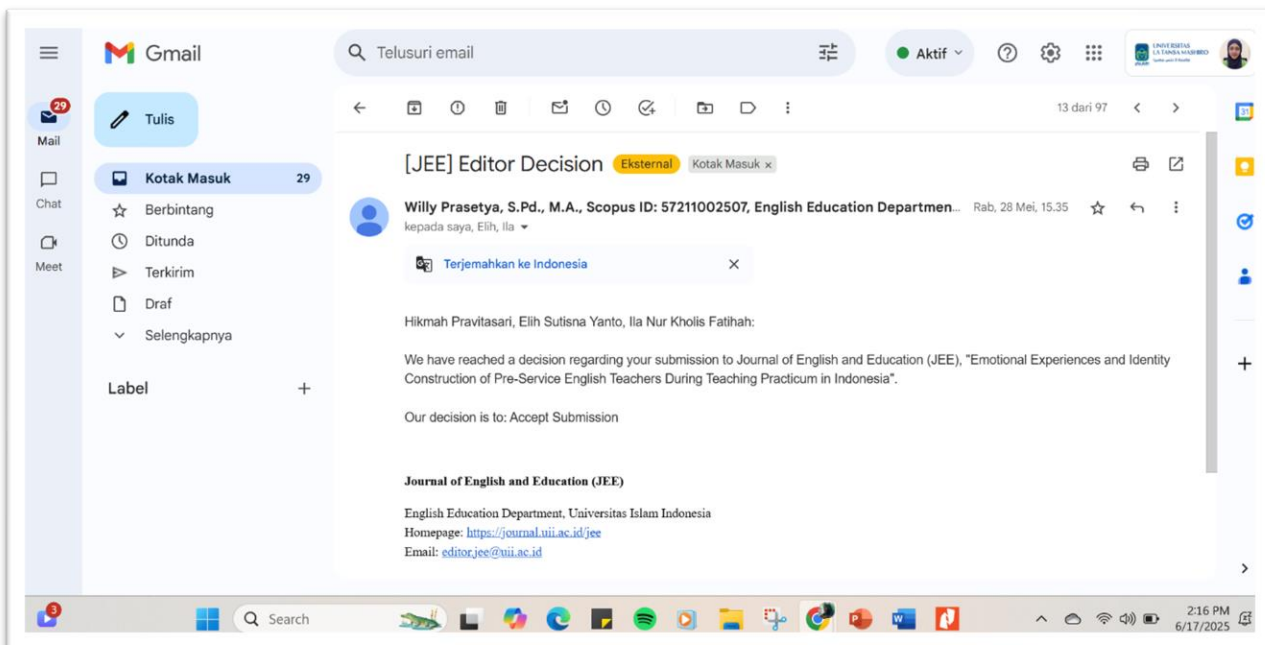 Gmail
Telusuri email
Aktif
UNIVERSITAS
LA TANSA MASHIRO
29
Mail
Chat
Meet
Tulis
Kotak Masuk 29
Berbintang
Ditunda
Terkirim
Draf
Selengkapnya
Label
13 dari 97
31
[JEE] Editor Decision Eksternal Kotak Masuk x
Willy Prasetya, S.Pd., M.A., Scopus ID: 57211002507, English Education Departmen... Rab, 28 Mei, 15.35
kepada saya, Elih, Ila
Terjemahkan ke Indonesia
Hikmah Pravitasari, Elih Sutisna Yanto, Ila Nur Kholis Fatihah:
We have reached a decision regarding your submission to Journal of English and Education (JEE), "Emotional Experiences and Identity
Construction of Pre-Service English Teachers During Teaching Practicum in Indonesia".
Our decision is to: Accept Submission
Journal of English and Education (JEE)
English Education Department, Universitas Islam Indonesia
Homepage: https://journal.uii.ac.id/jee
Email: editor.jee@uii.ac.id
3
Search
2:16 PM
6/17/2025